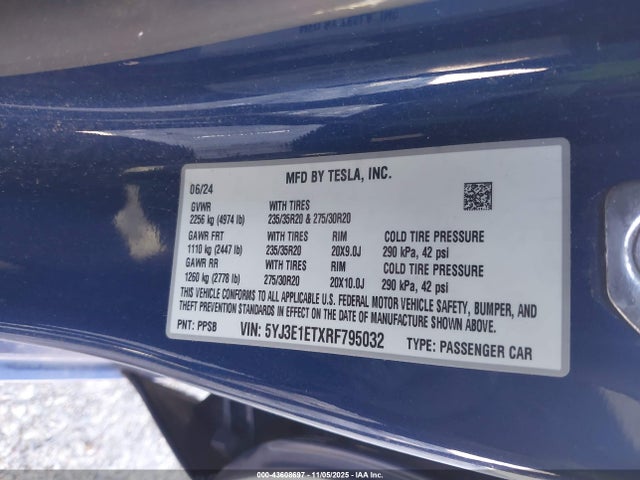 MFD BY TESLA, INC.
06/24
GVWR WITH TIRES
2256 kg (4974 lb) 235/35R20 & 275/30R20
GAWR FRT WITH TIRES RIM COLD TIRE PRESSURE
1110 kg (2447 lb) 235/35R20 20X9.0J 290 kPa, 42 psi
GAWR RR WITH TIRES RIM COLD TIRE PRESSURE
1260 kg (2778 lb) 275/30R20 20X10.0J 290 kPa, 42 psi
THIS VEHICLE CONFORMS TO ALL APPLICABLE U.S. FEDERAL MOTOR VEHICLE SAFETY, BUMPER, AND
THEFT PREVENTION STANDARDS IN EFFECT ON THE DATE OF MANUFACTURE SHOWN ABOVE.
PNT: PPSB VIN: 5YJ3E1ETXRF795032 TYPE: PASSENGER CAR
000-43608697 - 11/05/2025 - IAA Inc.